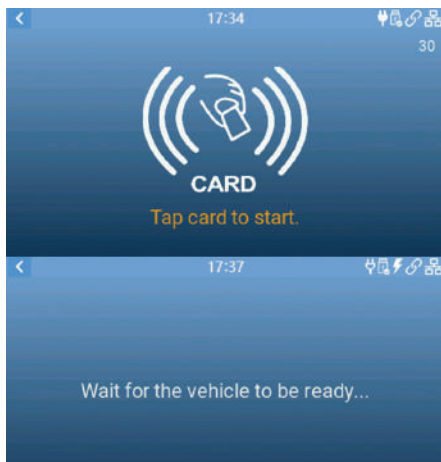 17:34
30
CARD
Tap card to start.
17:37
Wait for the vehicle to be ready...